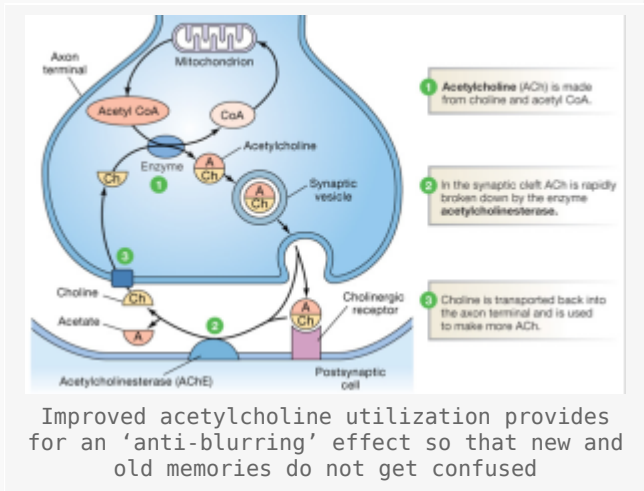 Axon
terminal
Mitochondrion
Acetyl CoA
CoA
Acetylcholine
Enzyme
A
Ch
Ch
1
A
Ch
Synaptic
vesicle
3
Choline
Ch
Acetate
A
2
A
Ch
Cholinergic
receptor
Acetylcholinesterase (AChE)
Postsynaptic
cell
1 Acetylcholine (ACh) is made
from choline and acetyl CoA.
2 In the synaptic cleft ACh is rapidly
broken down by the enzyme
acetylcholinesterase.
3 Choline is transported back into
the axon terminal and is used
to make more ACh.
Improved acetylcholine utilization provides
for an ‘anti-blurring’ effect so that new and
old memories do not get confused